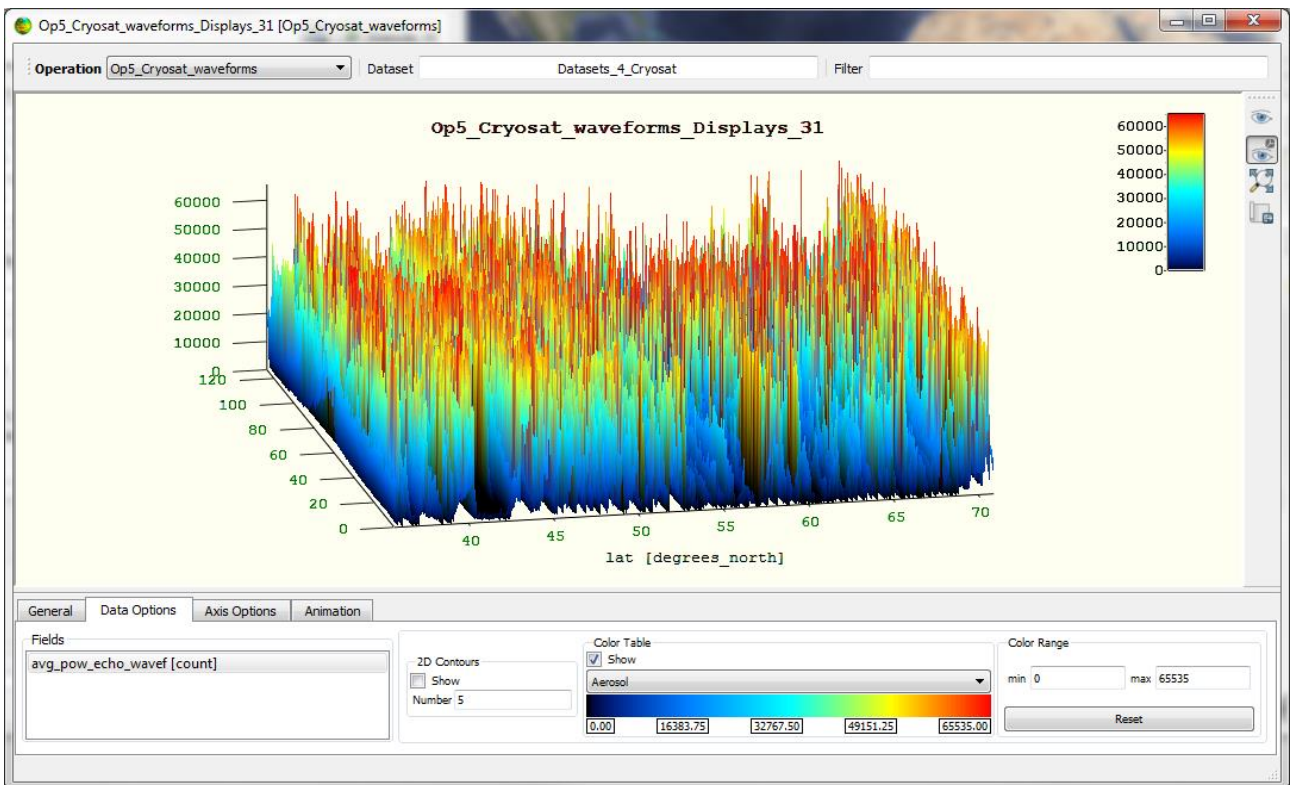 Op5_Cryosat_waveforms_Displays_31 [Op5_Cryosat_waveforms]
Operation Op5_Cryosat_waveforms Dataset Datasets_4_Cryosat Filter
Op5_Cryosat_waveforms_Displays_31
60000
50000
40000
30000
20000
10000
0
60000
50000
40000
30000
20000
10000
0
120
100
80
60
40
20
0
40 45 50 55 60 65 70
lat [degrees_north]
General Data Options Axis Options Animation
Fields
avg_pow_echo_wavef [count]
2D Contours
Show
Number 5
Color Table
Show
Aerosol
0.00 16383.75 32767.50 49151.25 65535.00
Color Range
min 0 max 65535
Reset